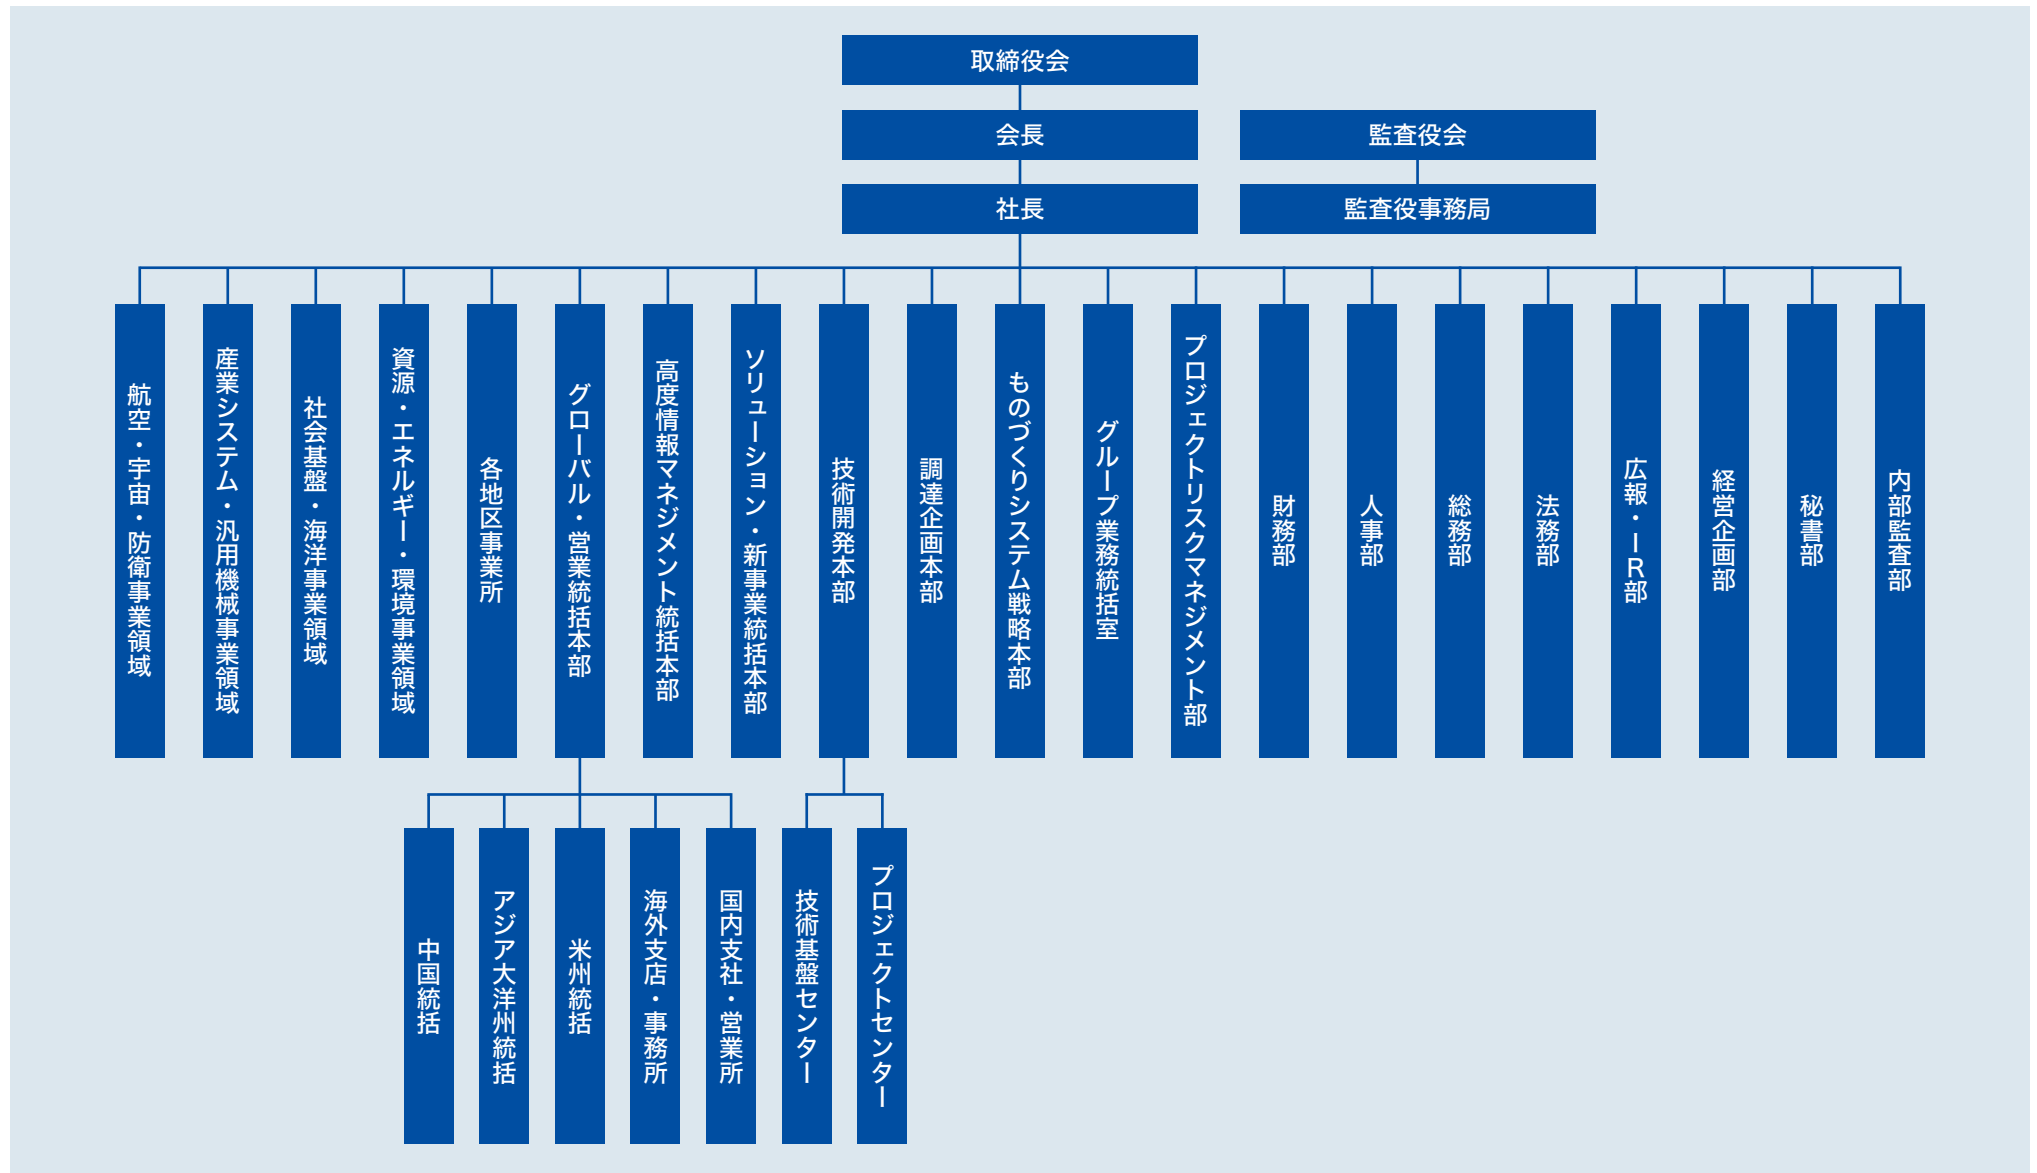 取締役会
会長
監査役会
社長
監査役事務局
航空・宇宙・防衛事業領域
産業システム・汎用機械事業領域
社会基盤・海洋事業領域
資源・エネルギー・環境事業領域
各地区事業所
グローバル・営業統括本部
高度情報マネジメント統括本部
ソリューション・新事業統括本部
技術開発本部
調達企画本部
ものづくりシステム戦略本部
グループ業務統括室
プロジェクトリスクマネジメント部
財務部
人事部
総務部
法務部
広報・IR部
経営企画部
秘書部
内部監査部
中国統括
アジア大洋州統括
米州統括
海外支店・事務所
国内支社・営業所
技術基盤センター
プロジェクトセンター